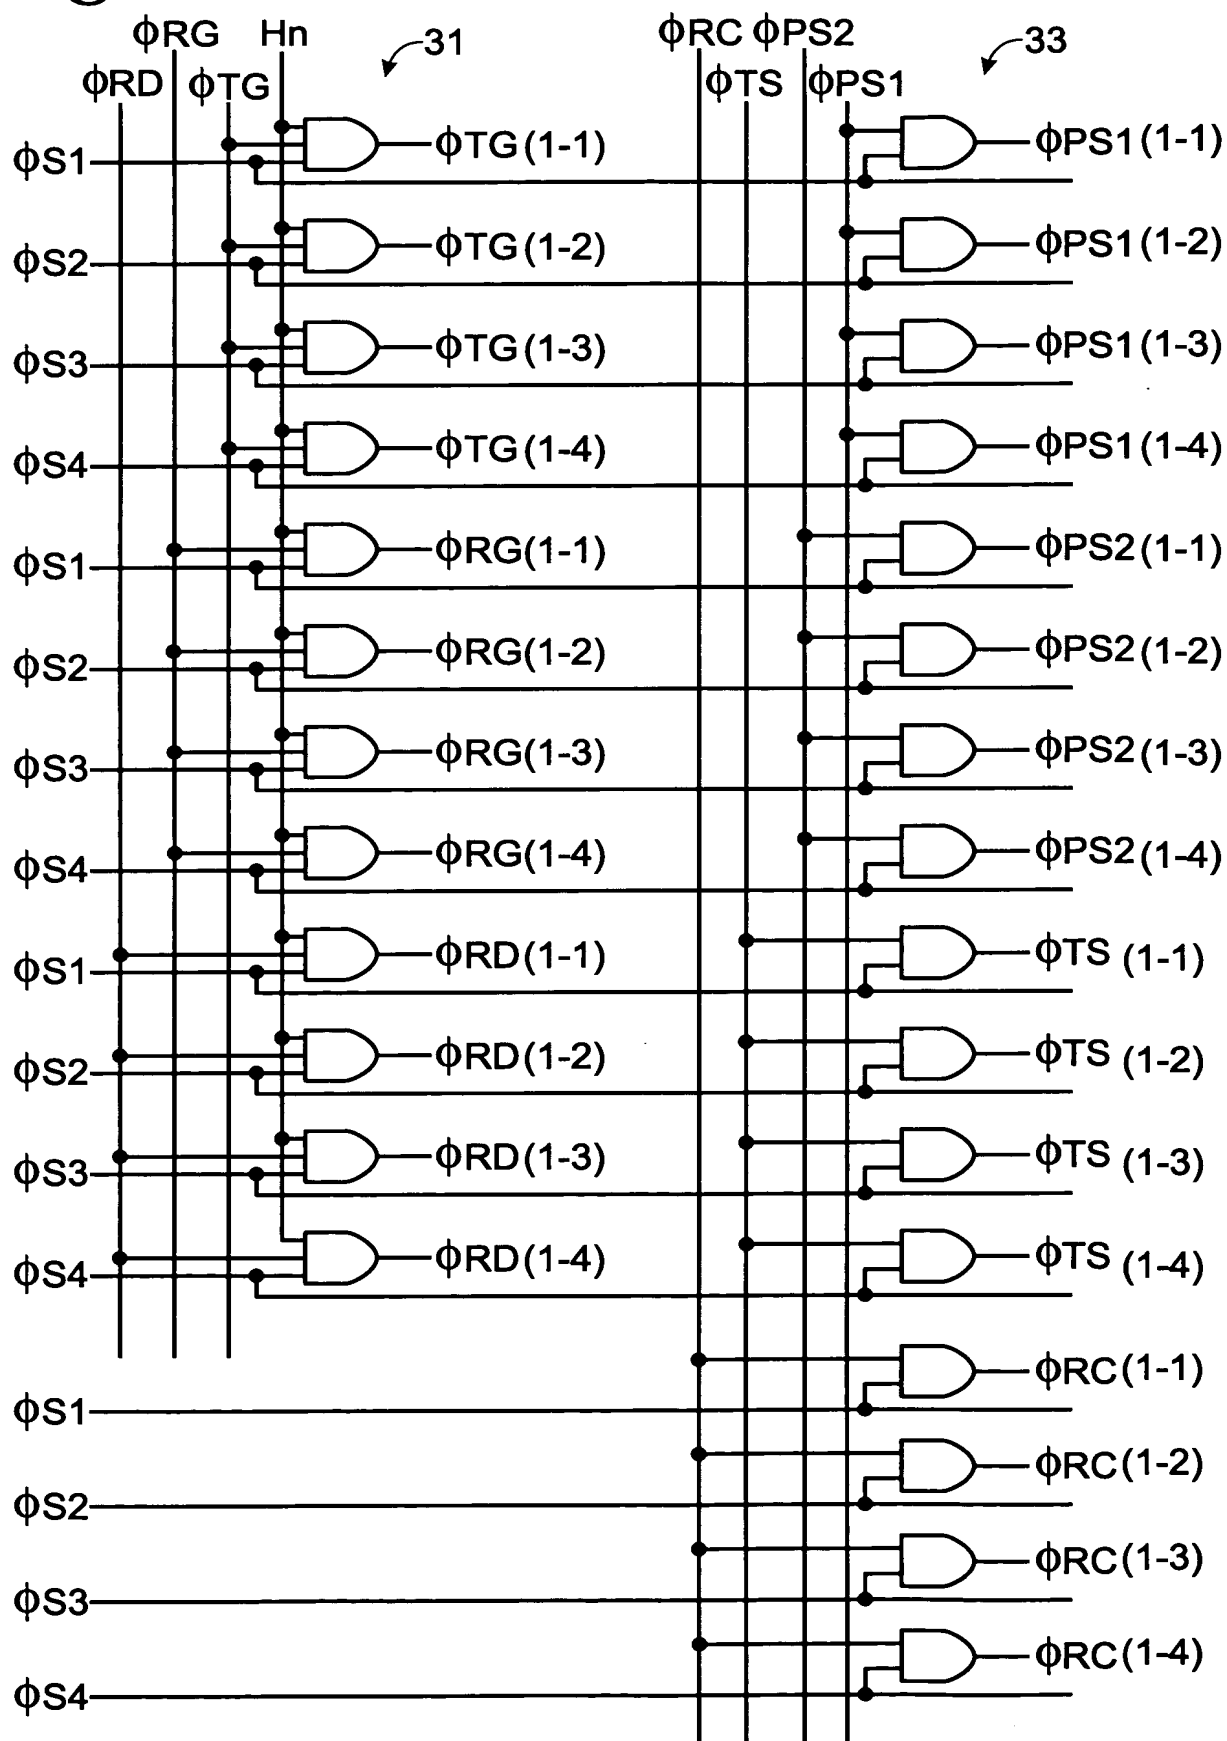 ϕRG Hn 31 ϕRC ϕPS2 33
ϕRD ϕTG ϕTS ϕPS1
ϕS1 ϕTG(1-1) ϕPS1(1-1)
ϕS2 ϕTG(1-2) ϕPS1(1-2)
ϕS3 ϕTG(1-3) ϕPS1(1-3)
ϕS4 ϕTG(1-4) ϕPS1(1-4)
ϕS1 ϕRG(1-1) ϕPS2(1-1)
ϕS2 ϕRG(1-2) ϕPS2(1-2)
ϕS3 ϕRG(1-3) ϕPS2(1-3)
ϕS4 ϕRG(1-4) ϕPS2(1-4)
ϕS1 ϕRD(1-1) ϕTS (1-1)
ϕS2 ϕRD(1-2) ϕTS (1-2)
ϕS3 ϕRD(1-3) ϕTS (1-3)
ϕS4 ϕRD(1-4) ϕTS (1-4)
ϕS1 ϕRC(1-1)
ϕS2 ϕRC(1-2)
ϕS3 ϕRC(1-3)
ϕS4 ϕRC(1-4)